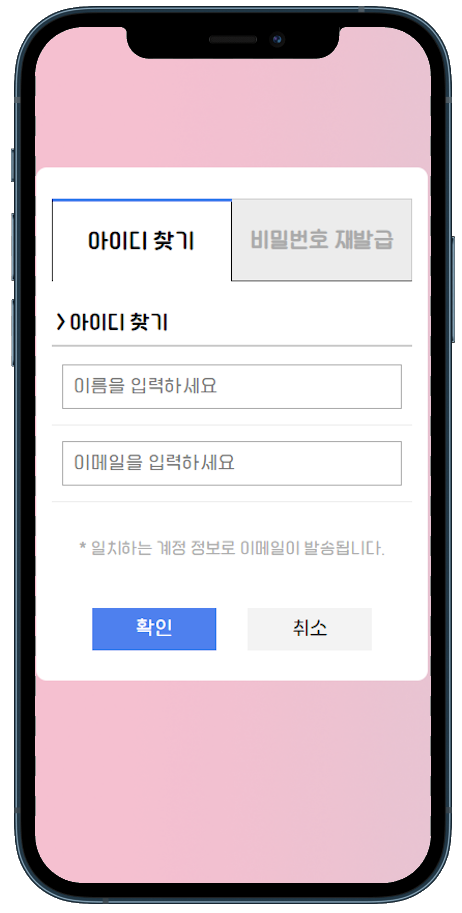 아이디 찾기
비밀번호 재발급
> 아이디 찾기
이름을 입력하세요
이메일을 입력하세요
* 일치하는 계정 정보로 이메일이 발송됩니다.
확인
취소